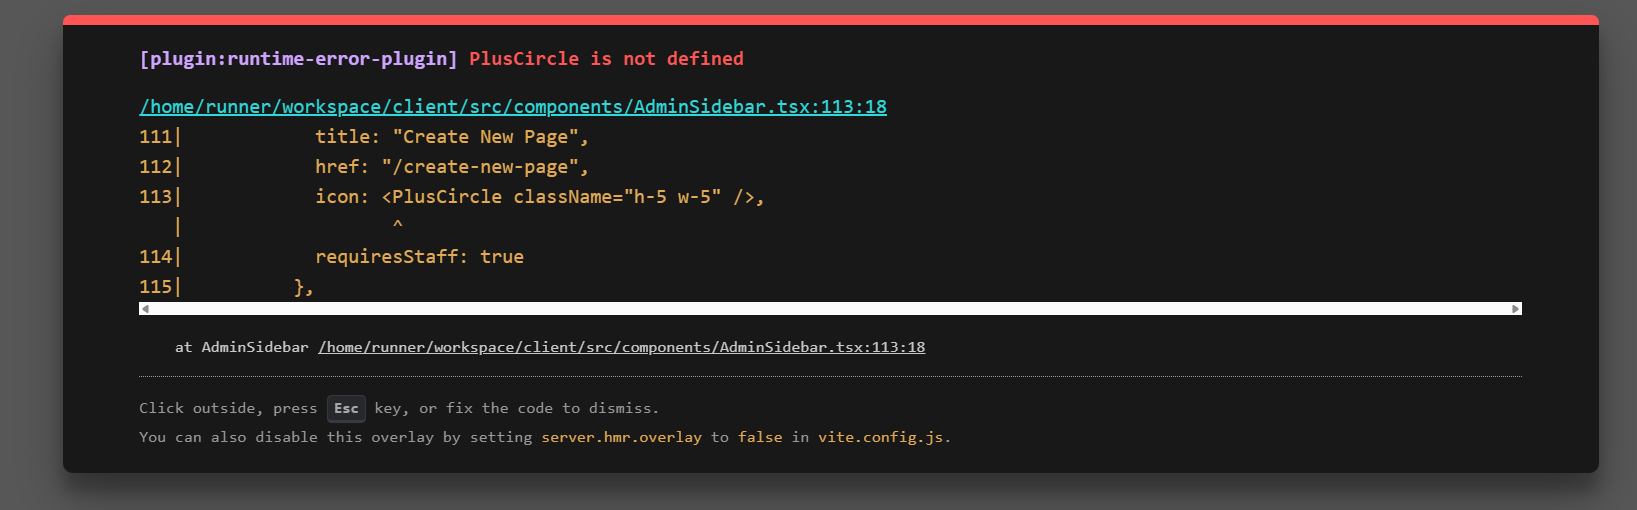 [plugin:runtime-error-plugin] PlusCircle is not defined
/home/runner/workspace/client/src/components/AdminSidebar.tsx:113:18
111|            title: "Create New Page",
112|            href: "/create-new-page",
113|            icon: <PlusCircle className="h-5 w-5" />,
   |                   ^
114|            requiresStaff: true
115|          },
at AdminSidebar /home/runner/workspace/client/src/components/AdminSidebar.tsx:113:18
Click outside, press Esc key, or fix the code to dismiss.
You can also disable this overlay by setting server.hmr.overlay to false in vite.config.js.